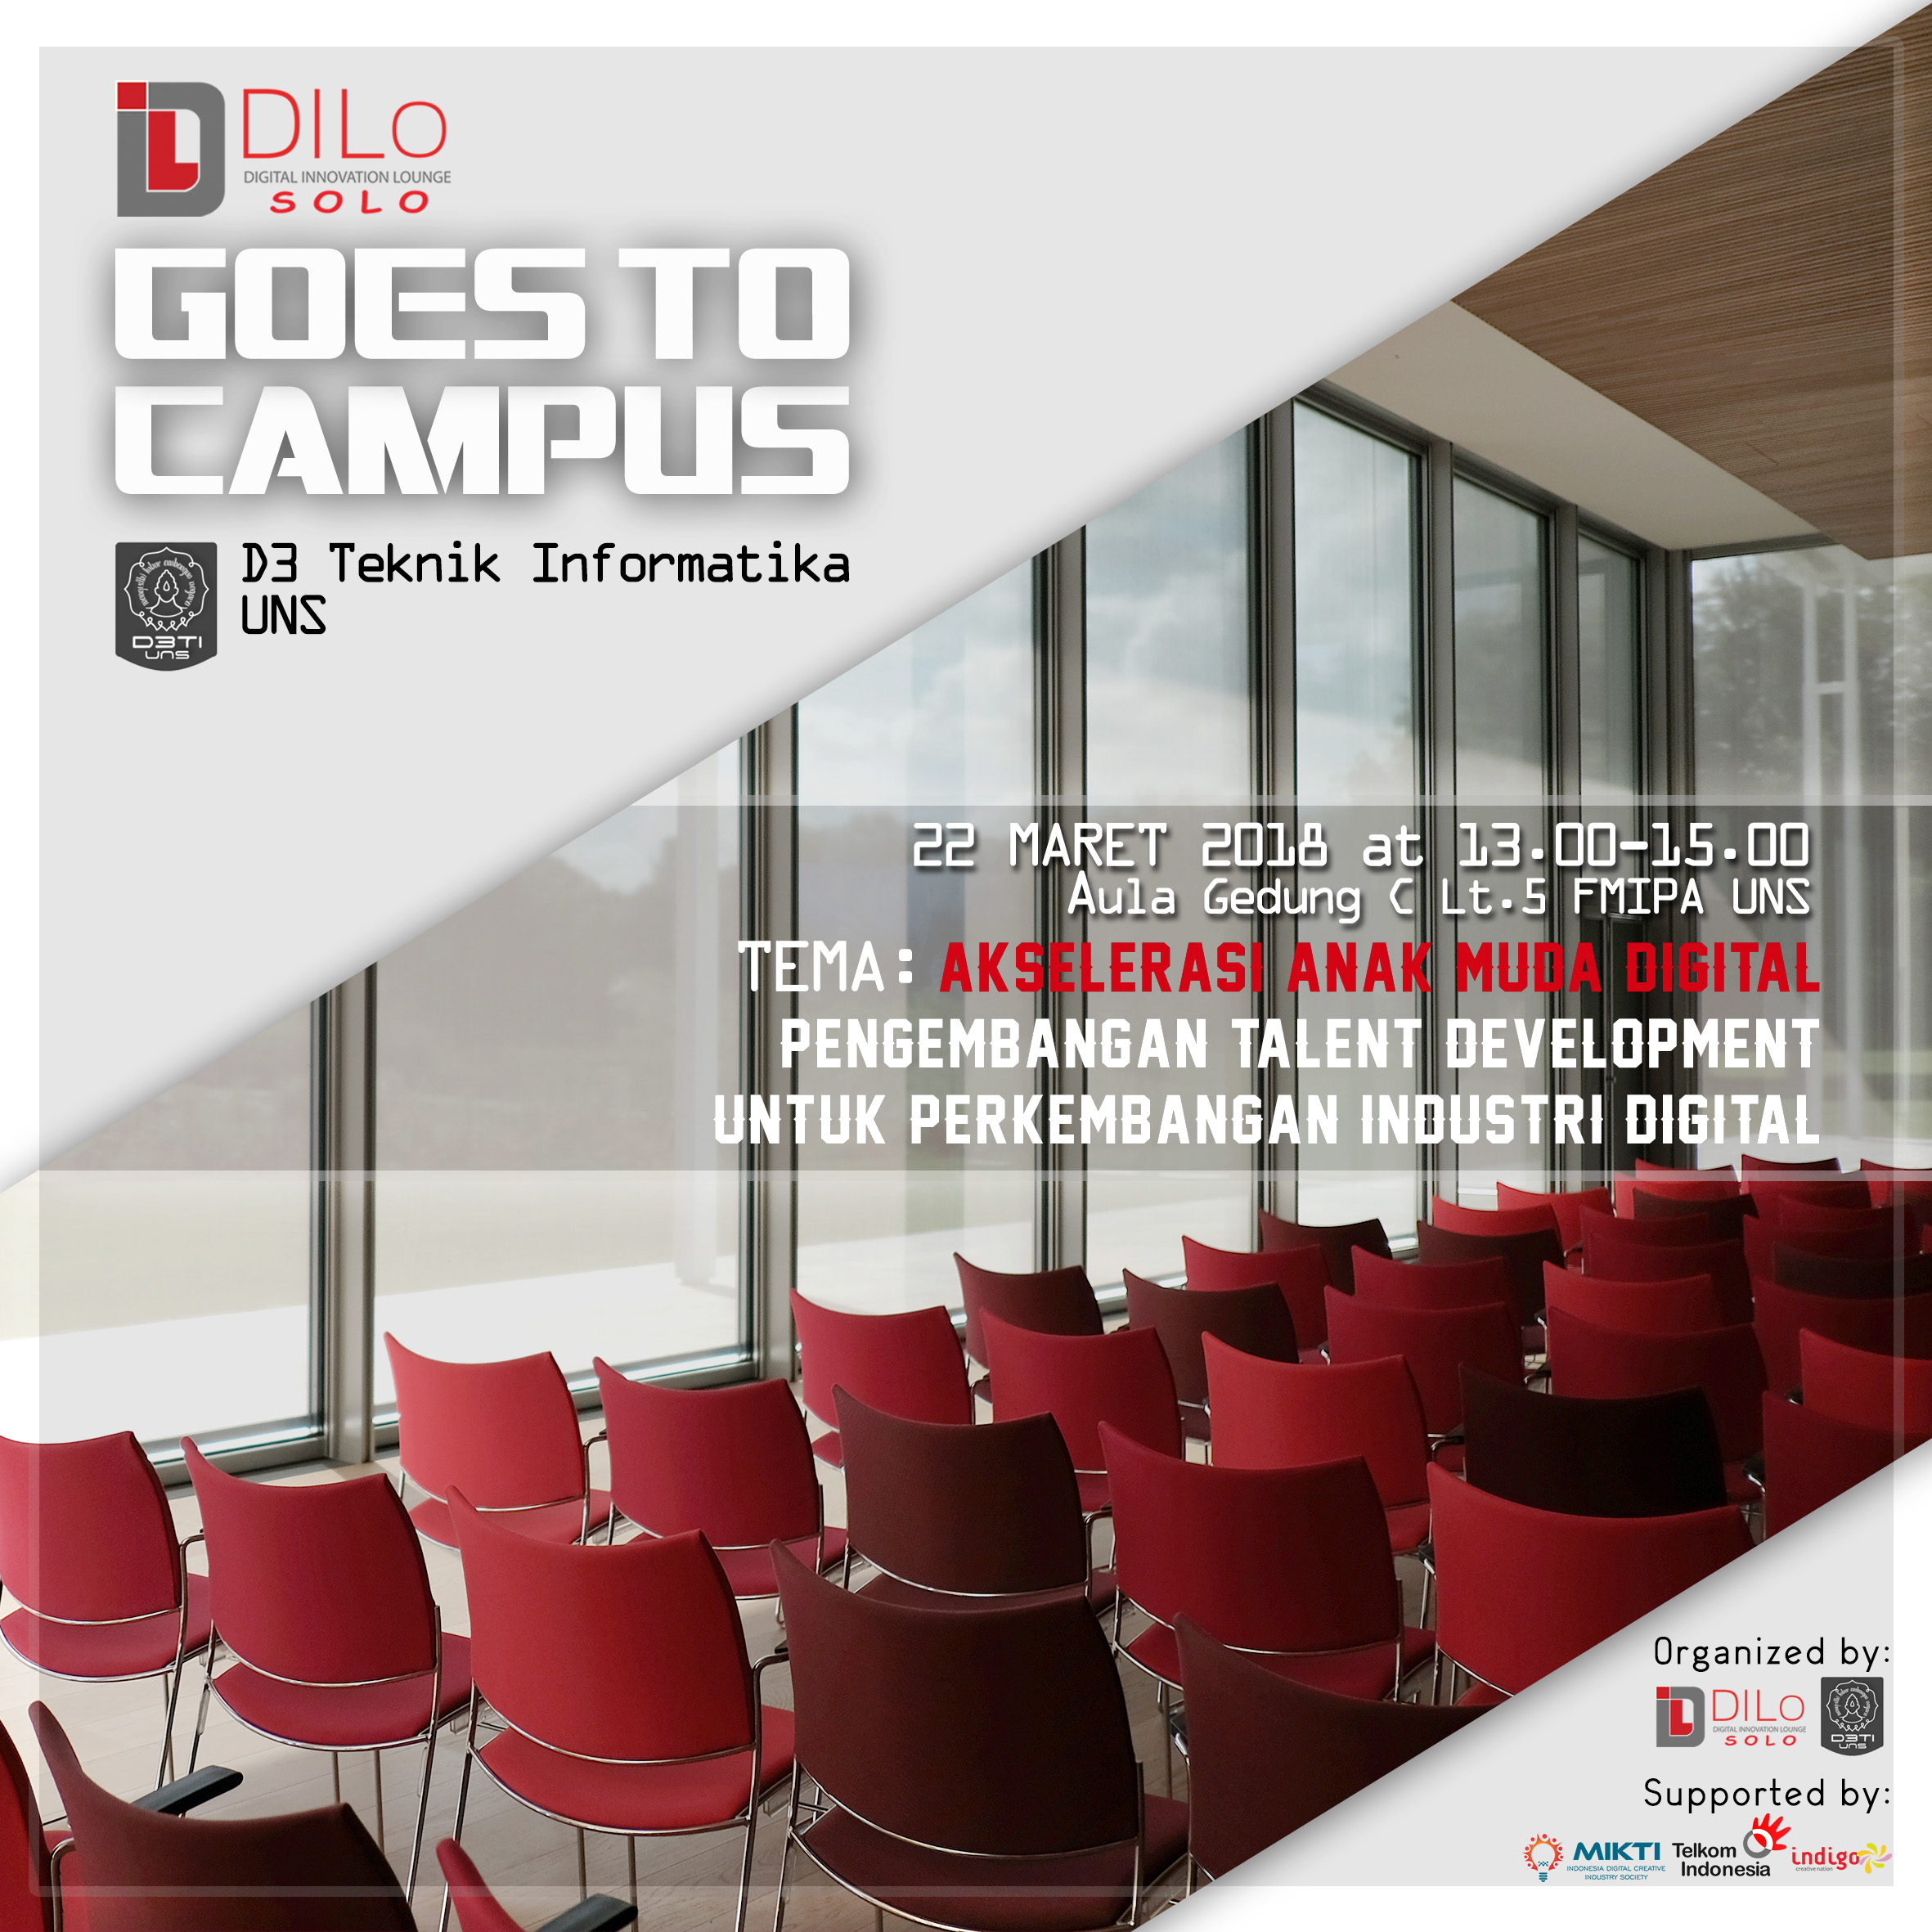 DILo
DIGITAL INNOVATION LOUNGE
SOLO
GOES TO
CAMPUS
D3 Teknik Informatika
UNS
D3TI
UNS
22 MARET 2018 at 13.00-15.00
Aula Gedung C Lt.5 FMIPA UNS
TEMA: AKSELERASI ANAK MUDA DIGITAL
PENGEMBANGAN TALENT DEVELOPMENT
UNTUK PERKEMBANGAN INDUSTRI DIGITAL
Organized by:
DILo
DIGITAL INNOVATION LOUNGE
SOLO
D3TI
UNS
Supported by:
MIKTI
INDONESIA DIGITAL CREATIVE
INDUSTRY SOCIETY
Telkom
Indonesia
indigo
creative nation